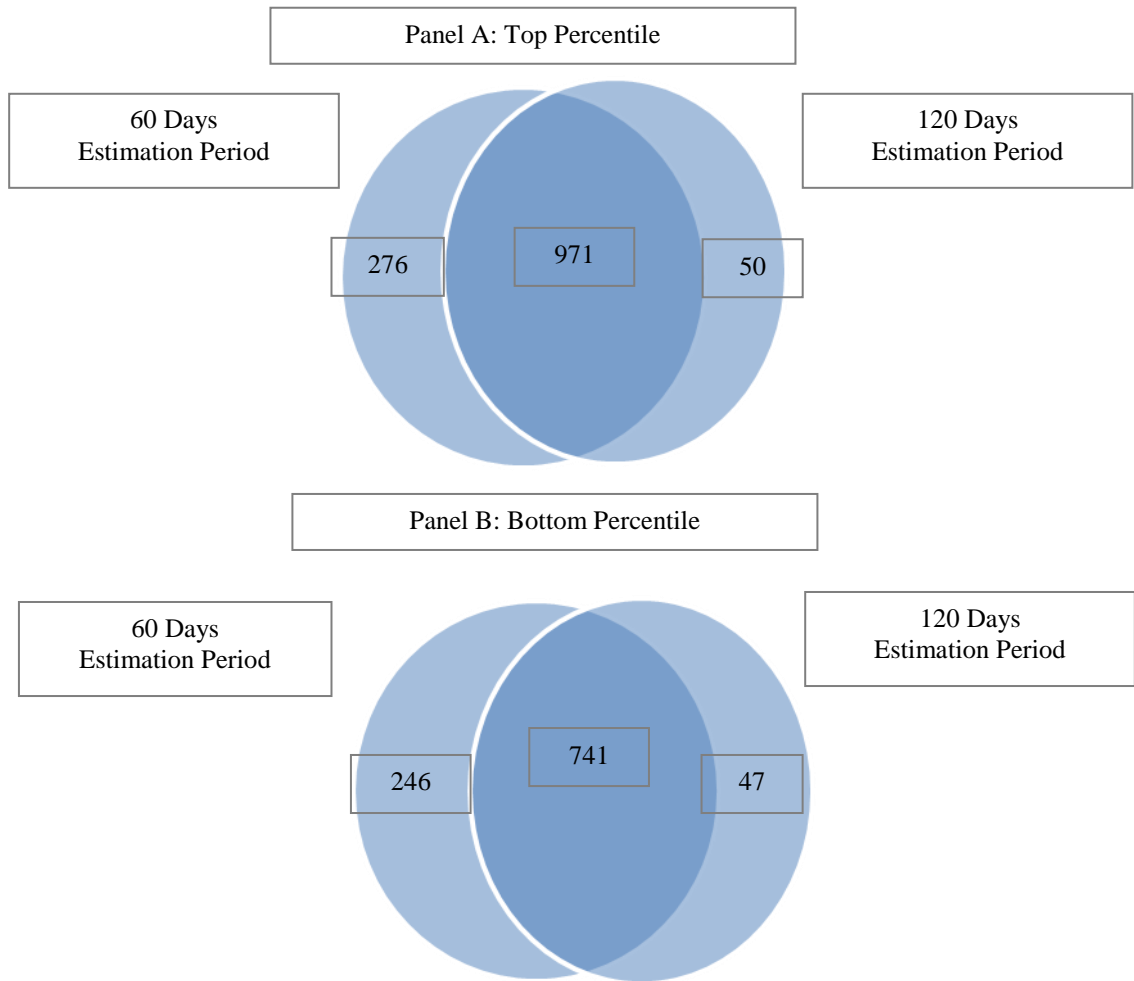 Panel A: Top Percentile
60 Days
Estimation Period
120 Days
Estimation Period
276
971
50
Panel B: Bottom Percentile
60 Days
Estimation Period
120 Days
Estimation Period
246
741
47